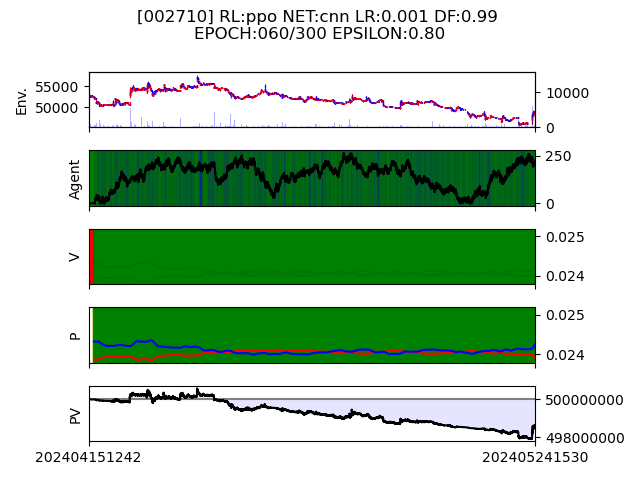 [002710] RL:ppo NET:cnn LR:0.001 DF:0.99
EPOCH:060/300 EPSILON:0.80
Env.
55000
50000
10000
0
Agent
250
0
V
0.025
0.024
P
0.025
0.024
PV
500000000
498000000
202404151242
202405241530